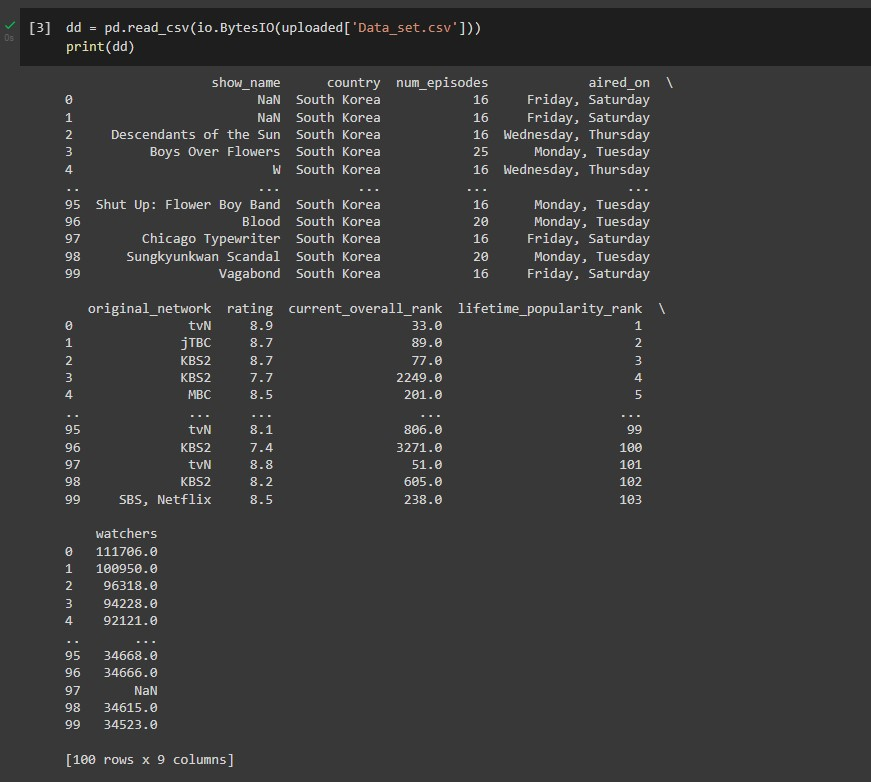 [3] dd = pd.read_csv(io.BytesIO(uploaded['Data_set.csv']))
print(dd)
0s
show_name country num_episodes aired_on \
0 NaN South Korea 16 Friday, Saturday
1 NaN South Korea 16 Friday, Saturday
2 Descendants of the Sun South Korea 16 Wednesday, Thursday
3 Boys Over Flowers South Korea 25 Monday, Tuesday
4 W South Korea 16 Wednesday, Thursday
.. ... ... ... ...
95 Shut Up: Flower Boy Band South Korea 16 Monday, Tuesday
96 Blood South Korea 20 Monday, Tuesday
97 Chicago Typewriter South Korea 16 Friday, Saturday
98 Sungkyunkwan Scandal South Korea 20 Monday, Tuesday
99 Vagabond South Korea 16 Friday, Saturday
original_network rating current_overall_rank lifetime_popularity_rank \
0 tvN 8.9 33.0 1
1 jTBC 8.7 89.0 2
2 KBS2 8.7 77.0 3
3 KBS2 7.7 2249.0 4
4 MBC 8.5 201.0 5
.. ... ... ... ...
95 tvN 8.1 806.0 99
96 KBS2 7.4 3271.0 100
97 tvN 8.8 51.0 101
98 KBS2 8.2 605.0 102
99 SBS, Netflix 8.5 238.0 103
watchers
0 111706.0
1 100950.0
2 96318.0
3 94228.0
4 92121.0
.. ...
95 34668.0
96 34666.0
97 NaN
98 34615.0
99 34523.0
[100 rows x 9 columns]